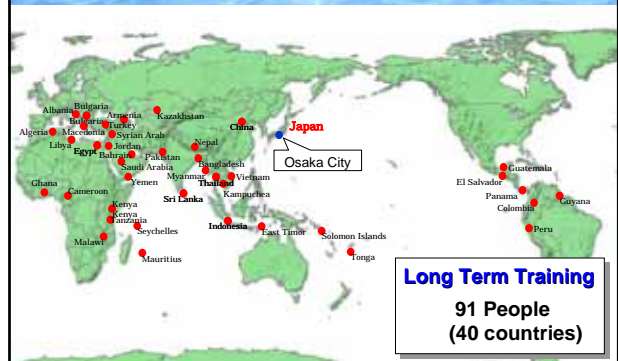 Albania
Bulgaria
Bulgaria
Armenia
Kazakhstan
Macedonia
Turkey
Algeria
Syrian Arab
Libya
Egypt
Jordan
Bahrain
Pakistan
Saudi Arabia
Nepal
China
Japan
Osaka City
Bangladesh
Myanmar
Thailand
Vietnam
Kampuchea
Yemen
Sri Lanka
Ghana
Cameroon
Kenya
Kenya
Tanzania
Seychelles
Malawi
Mauritius
Indonesia
East Timor
Solomon Islands
Tonga
Guatemala
El Salvador
Panama
Colombia
Guyana
Peru
Long Term Training
91 People
(40 countries)